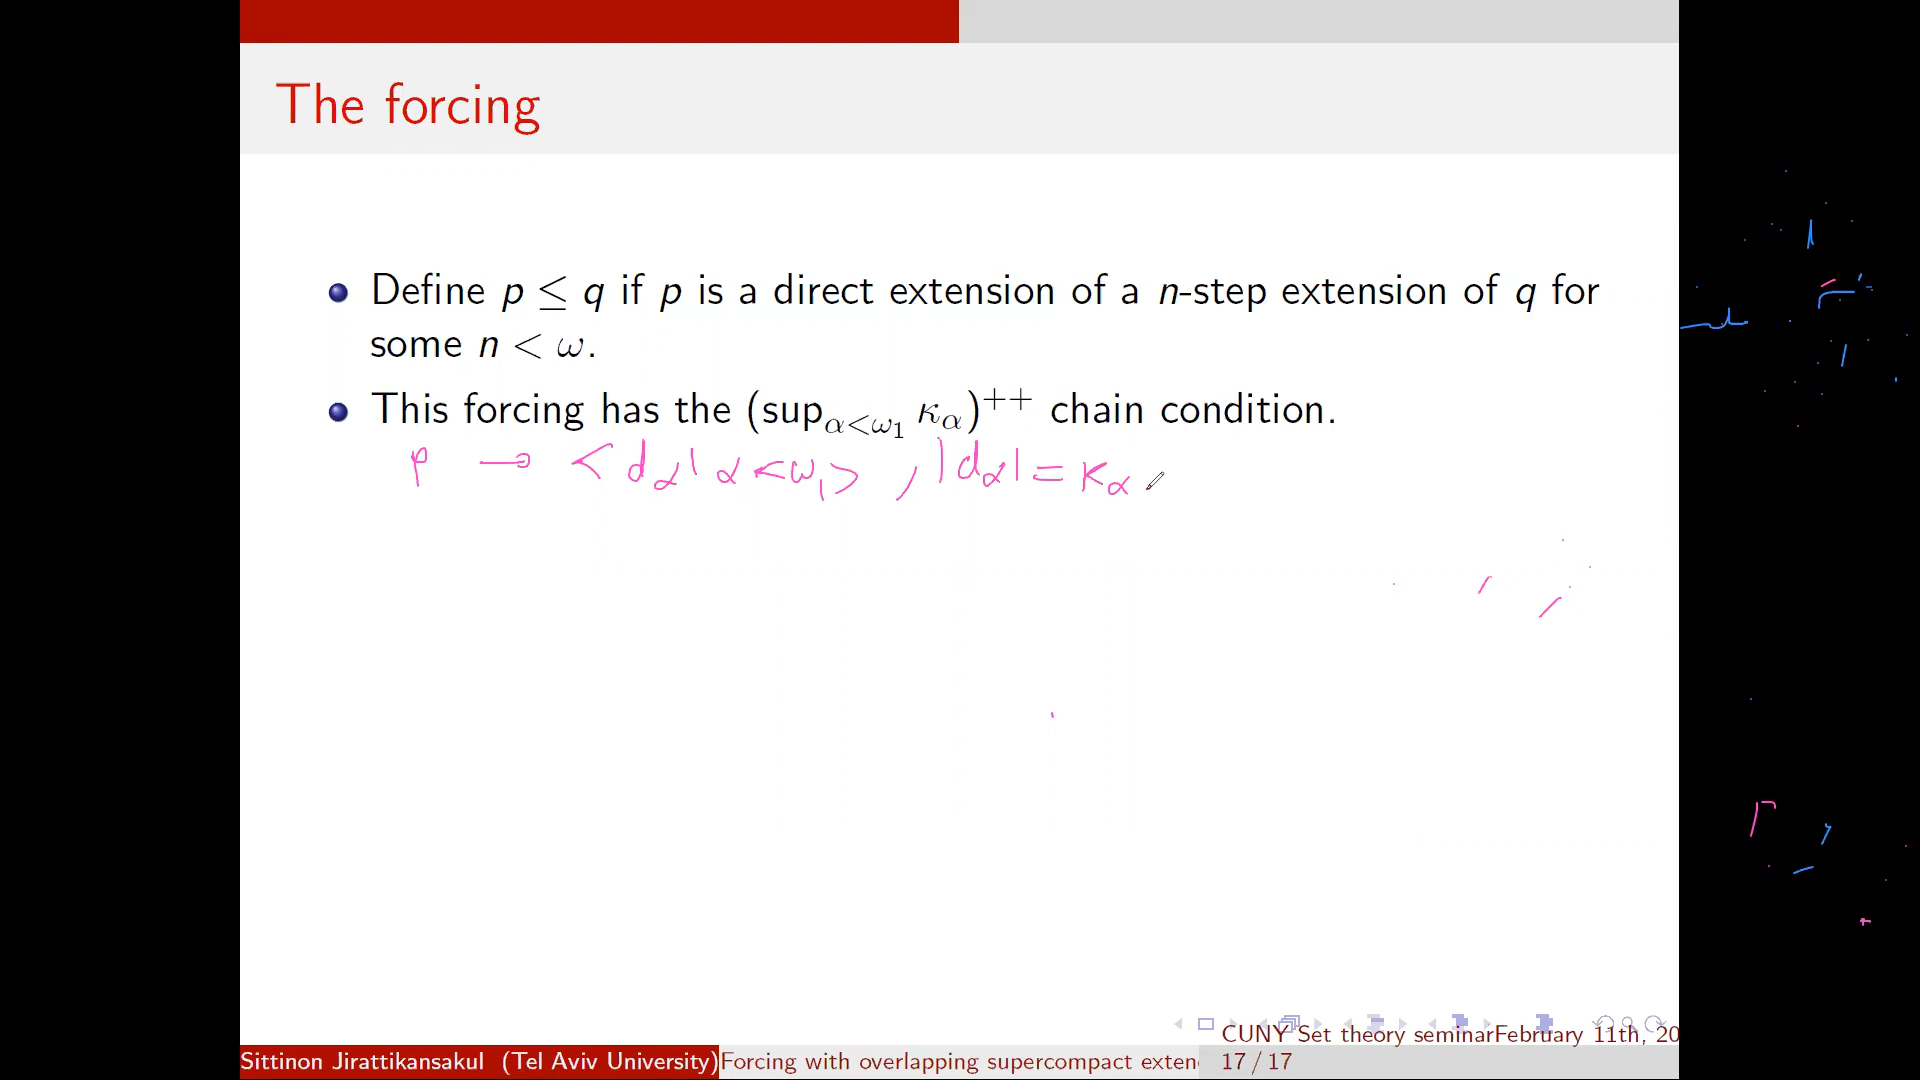 The forcing
Define p ≤ q if p is a direct extension of a n-step extension of q for
some n < ω.
This forcing has the (sup_{α<ω₁} κ_α)⁺⁺ chain condition.
p → <d_α | α < ω₁> , |d_α| = κ_α
CUNY Set theory seminarFebruary 11th, 20
Sittinon Jirattikansakul (Tel Aviv University) Forcing with overlapping supercompact exten 17 / 17